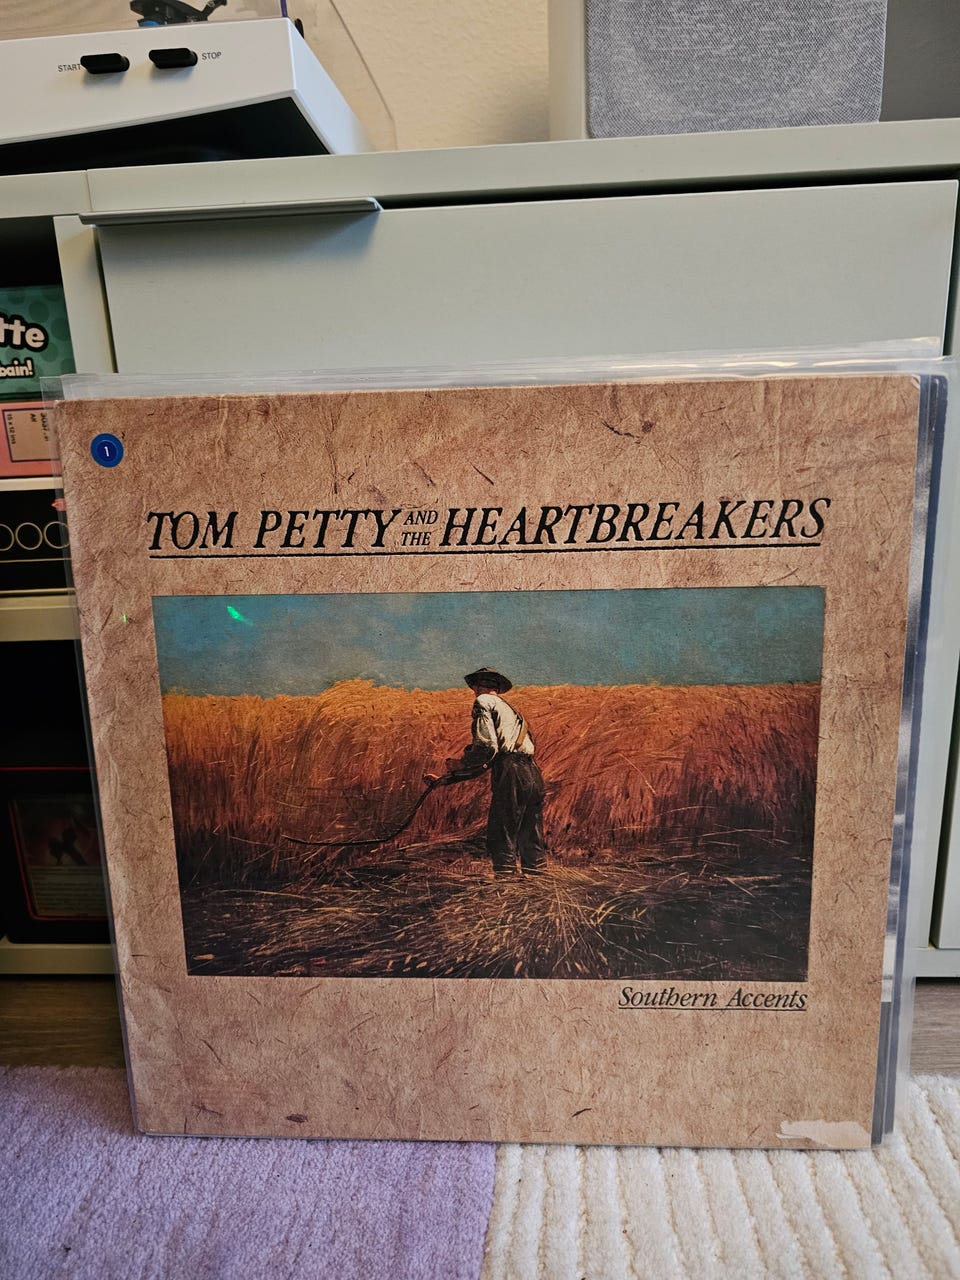 START
STOP
tte
bain!
1
TOM PETTY AND THE HEARTBREAKERS
Southern Accents